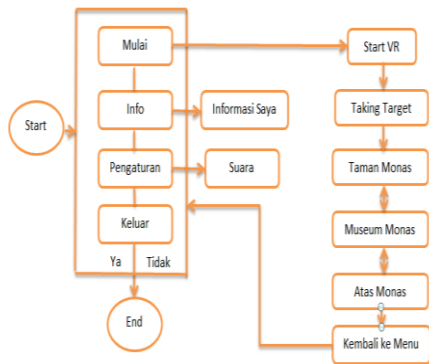 Mulai
Start VR
Info
Informasi Saya
Taking Target
Start
Pengaturan
Suara
Taman Monas
Keluar
Museum Monas
Ya
Tidak
Atas Monas
End
Kembali ke Menu